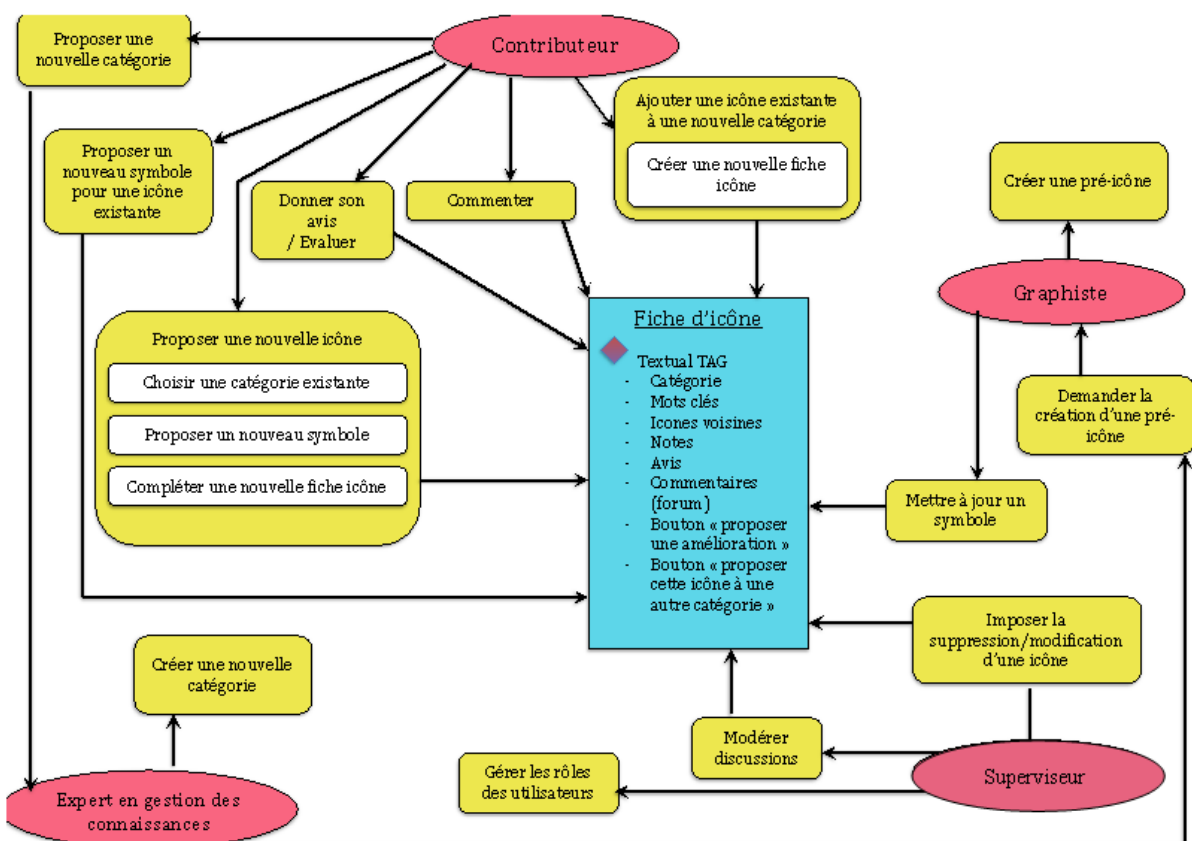 Proposer une
nouvelle catégorie
Contributeur
Ajouter une icône existante
à une nouvelle catégorie
Créer une nouvelle fiche
icône
Proposer un
nouveau symbole
pour une icône
existante
Donner son
avis
/ Evaluer
Commenter
Créer une pré-icône
Graphiste
Proposer une nouvelle icône
Choisir une catégorie existante
Proposer un nouveau symbole
Compléter une nouvelle fiche icône
Fiche d'icône
Textual TAG
- Catégorie
- Mots clés
- Icones voisines
- Notes
- Avis
- Commentaires
(forum)
- Bouton « proposer
une amélioration »
- Bouton « proposer
cette icône à une
autre catégorie »
Demander la
création d'une pré-
icône
Mettre à jour un
symbole
Imposer la
suppression/modification
d'une icône
Créer une nouvelle
catégorie
Modérer
discussions
Gérer les rôles
des utilisateurs
Superviseur
Expert en gestion des
connaissances